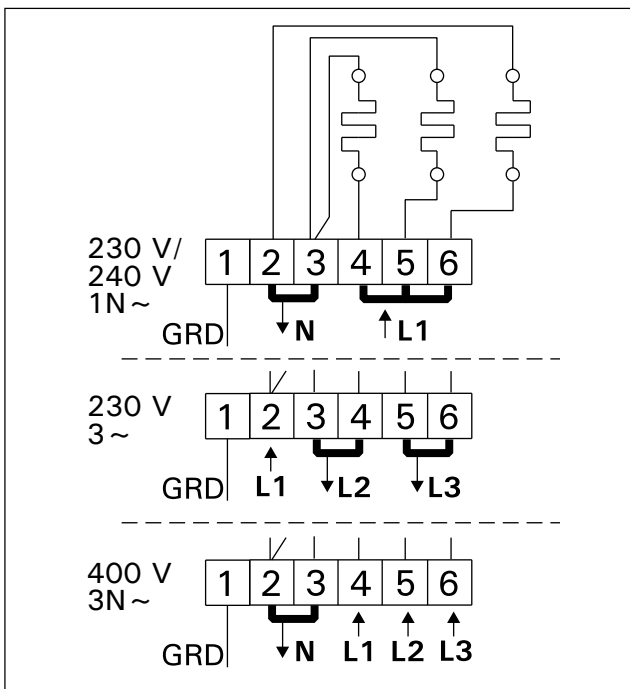 230 V/
240 V
1N~
1 2 3 4 5 6
GRD N L1
230 V
3~
1 2 3 4 5 6
GRD L1 L2 L3
400 V
3N~
1 2 3 4 5 6
GRD N L1 L2 L3